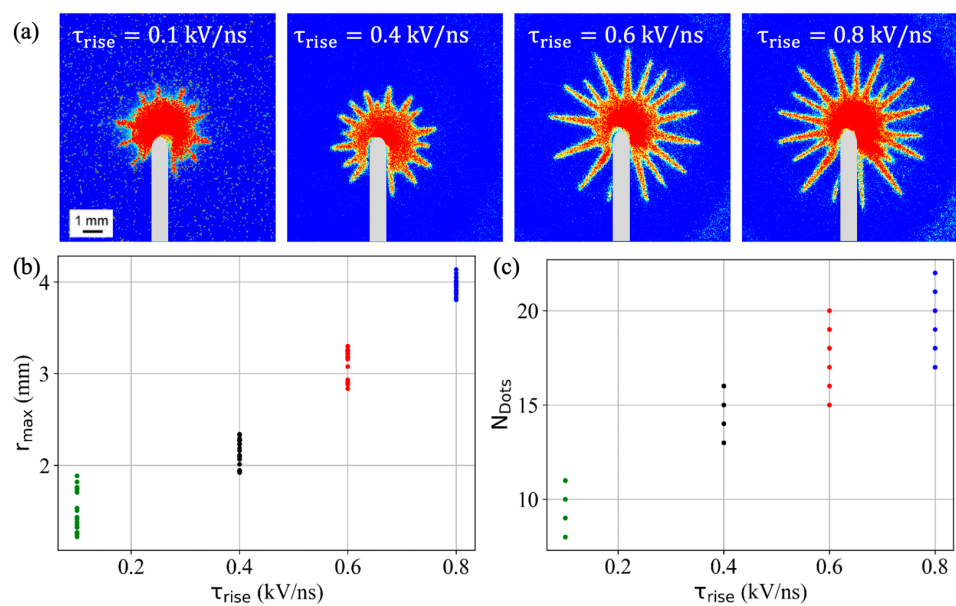 (a)
τrise = 0.1 kV/ns
τrise = 0.4 kV/ns
τrise = 0.6 kV/ns
τrise = 0.8 kV/ns
1 mm
(b)
4
3
2
rmax (mm)
0.2
0.4
0.6
0.8
τrise (kV/ns)
(c)
20
15
10
NDots
0.2
0.4
0.6
0.8
τrise (kV/ns)